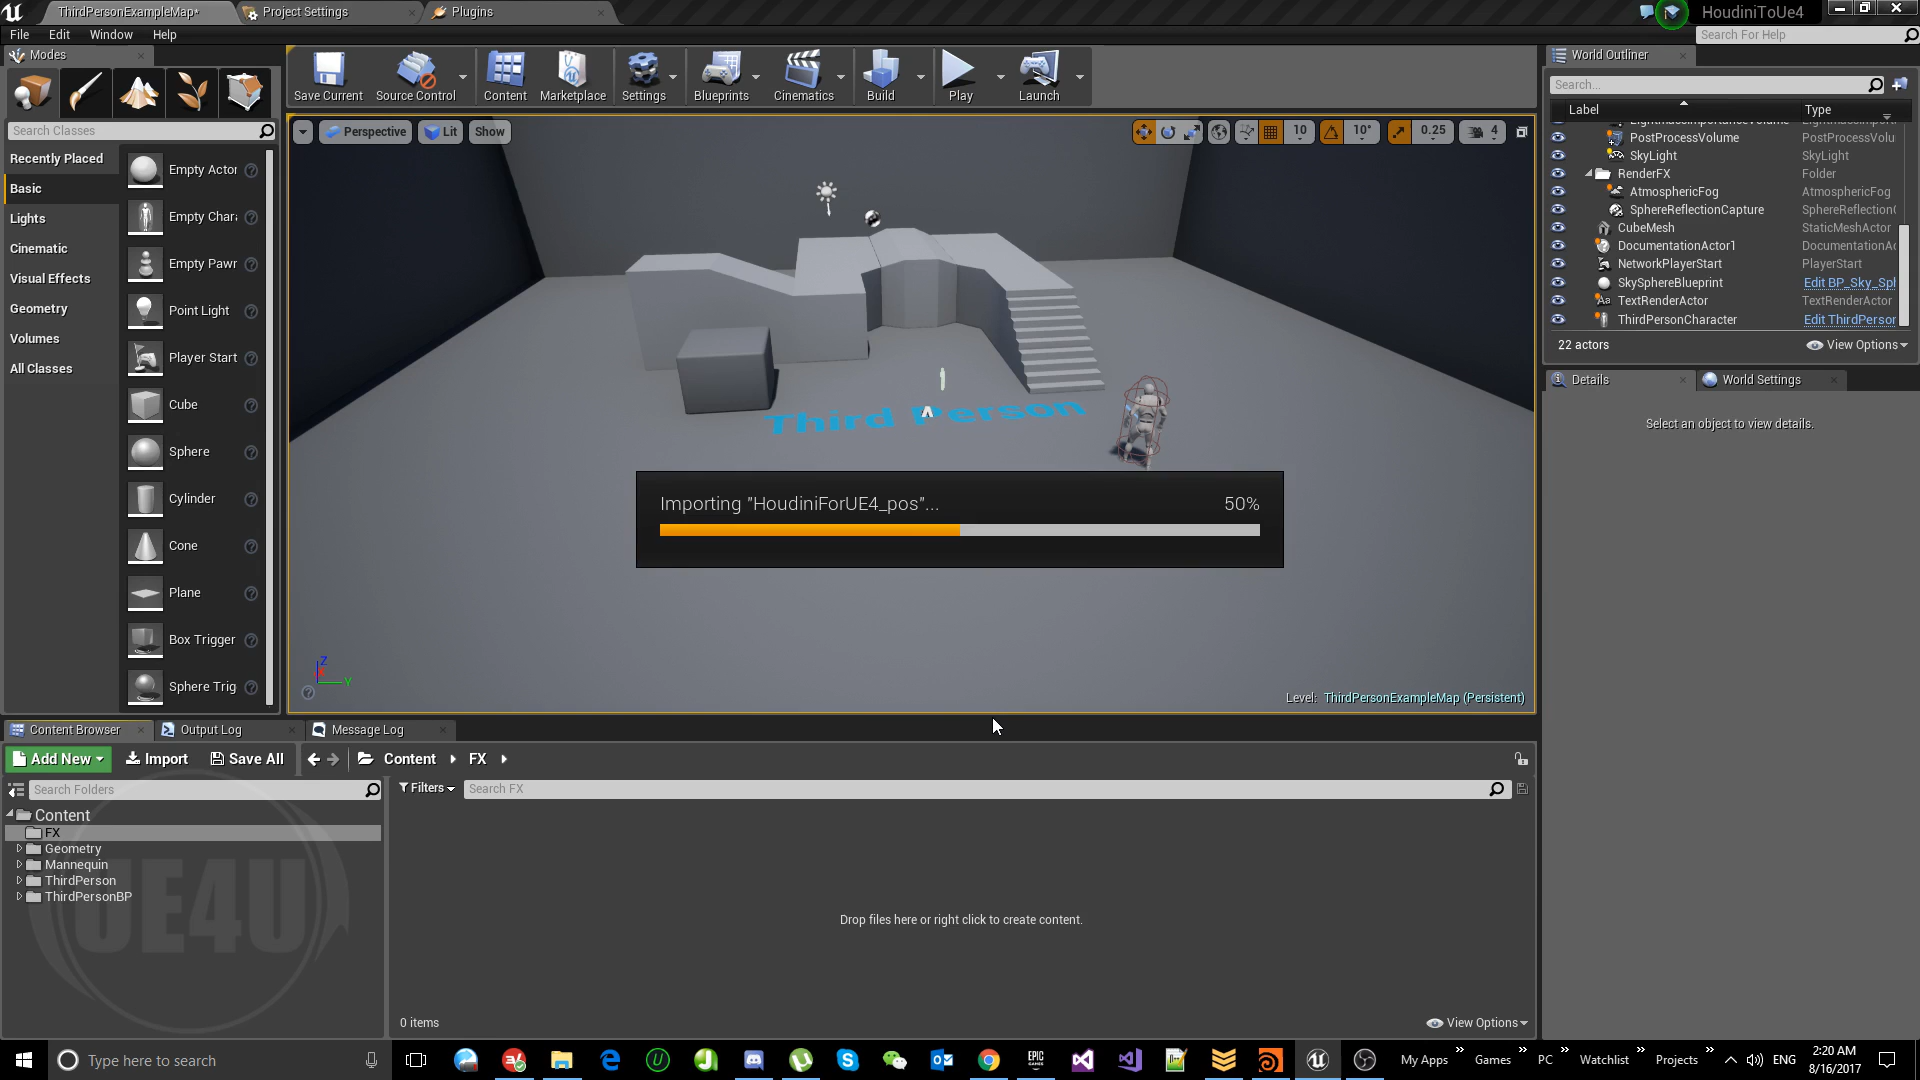 ThirdPersonExampleMap*
Project Settings
Plugins
HoudiniToUe4
File Edit Window Help
Search For Help
Modes
Save Current
Source Control
Content
Marketplace
Settings
Blueprints
Cinematics
Build
Play
Launch
Search Classes
Recently Placed
Basic
Lights
Cinematic
Visual Effects
Geometry
Volumes
All Classes
Empty Actor
Empty Chara
Empty Pawn
Point Light
Player Start
Cube
Sphere
Cylinder
Cone
Plane
Box Trigger
Sphere Trig
Perspective
Lit
Show
10
10°
0.25
4
Third Person
Importing "HoudiniForUE4_pos"... 50%
Z
Y
Level: ThirdPersonExampleMap (Persistent)
World Outliner
Search...
Label Type
PostProcessVolume PostProcessVolu
SkyLight SkyLight
RenderFX Folder
AtmosphericFog AtmosphericFog
SphereReflectionCapture SphereReflection
CubeMesh StaticMeshActor
DocumentationActor1 DocumentationAc
NetworkPlayerStart PlayerStart
SkySphereBlueprint Edit BP_Sky_Sph
TextRenderActor TextRenderActor
ThirdPersonCharacter Edit ThirdPerson
22 actors View Options
Details
World Settings
Select an object to view details.
Content Browser
Output Log
Message Log
Add New
Import
Save All
Content
FX
Search Folders
Filters
Search FX
Content
FX
Geometry
Mannequin
ThirdPerson
ThirdPersonBP
UE4U
Drop files here or right click to create content.
0 items
View Options
Type here to search
EPIC
GAMES
My Apps
Games
PC
Watchlist
Projects
ENG
2:20 AM
8/16/2017